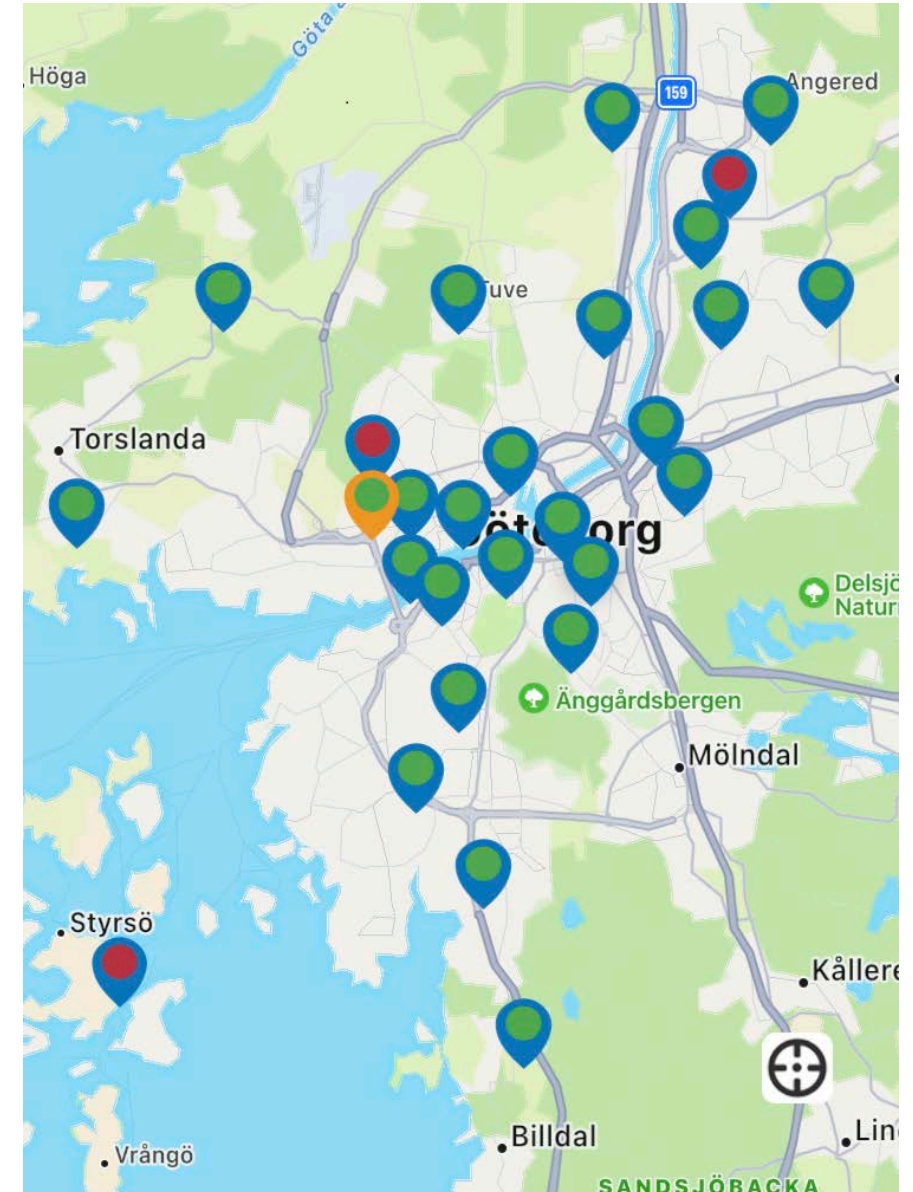 Göta
Höga
159
Angered
Tuve
Torslanda
Göteborg
Delsjö
Natur
Änggårdsbergen
Mölndal
Styrsö
Kållere
Billdal
Lin
Vrångö
SANDSJÖBACKA